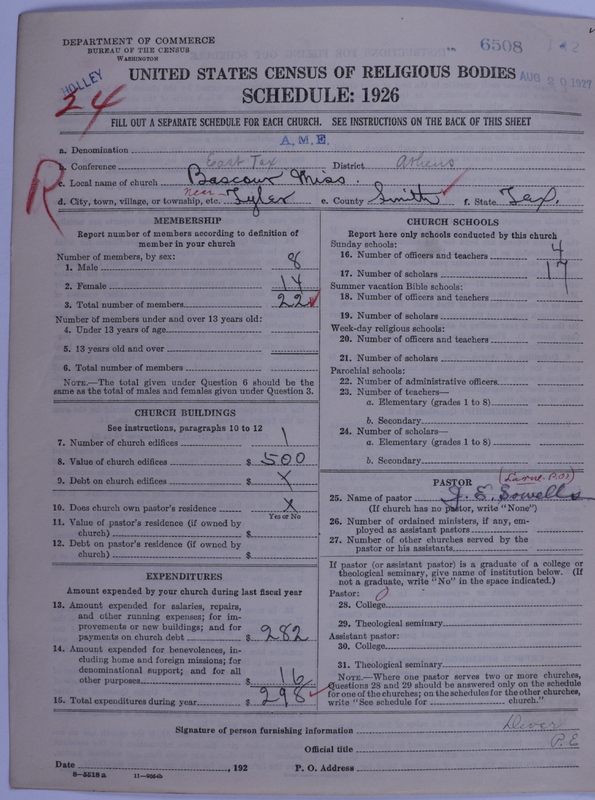 DEPARTMENT OF COMMERCE
BUREAU OF THE CENSUS
WASHINGTON
6508
1 42
HOLLEY
24
AUG 20 1927
UNITED STATES CENSUS OF RELIGIOUS BODIES
SCHEDULE: 1926
FILL OUT A SEPARATE SCHEDULE FOR EACH CHURCH. SEE INSTRUCTIONS ON THE BACK OF THIS SHEET
R
a. Denomination A.M.E.
b. Conference East Tex District Athens
c. Local name of church Bascour Miss.
d. City, town, village, or township, etc. near Tyler e. County Smith f. State Tex.
MEMBERSHIP
Report number of members according to definition of
member in your church
Number of members, by sex:
1. Male 8
2. Female 14
3. Total number of members 22
Number of members under and over 13 years old:
4. Under 13 years of age
5. 13 years old and over
6. Total number of members
NOTE.—The total given under Question 6 should be the
same as the total of males and females given under Question 3.
CHURCH BUILDINGS
See instructions, paragraphs 10 to 12
7. Number of church edifices 1
8. Value of church edifices $ 500
9. Debt on church edifices $ X
10. Does church own pastor's residence X
Yes or No
11. Value of pastor's residence (if owned by
church) $
12. Debt on pastor's residence (if owned by
church) $
EXPENDITURES
Amount expended by your church during last fiscal year
13. Amount expended for salaries, repairs,
and other running expenses; for im-
provements or new buildings; and for
payments on church debt $ 282
14. Amount expended for benevolences, in-
cluding home and foreign missions; for
denominational support; and for all
other purposes $ 16
15. Total expenditures during year $ 298
CHURCH SCHOOLS
Report here only schools conducted by this church
Sunday schools:
16. Number of officers and teachers 4
17. Number of scholars 17
Summer vacation Bible schools:
18. Number of officers and teachers
19. Number of scholars
Week-day religious schools:
20. Number of officers and teachers
21. Number of scholars
Parochial schools:
22. Number of administrative officers
23. Number of teachers—
a. Elementary (grades 1 to 8)
b. Secondary
24. Number of scholars—
a. Elementary (grades 1 to 8)
b. Secondary
PASTOR
25. Name of pastor J. E. Sowells
(If church has no pastor, write "None")
26. Number of ordained ministers, if any, em-
ployed as assistant pastors
27. Number of other churches served by the
pastor or his assistants
If pastor (or assistant pastor) is a graduate of a college or
theological seminary, give name of institution below. (If
not a graduate, write "No" in the space indicated.)
Pastor: 0
28. College
29. Theological seminary
Assistant pastor:
30. College
31. Theological seminary
NOTE.—Where one pastor serves two or more churches,
Questions 28 and 29 should be answered only on the schedule
for one of the churches; on the schedules for the other churches,
write "See schedule for church."
Signature of person furnishing information
Official title P.E
Date , 192 P. O. Address
8-5518 a 11-9264b